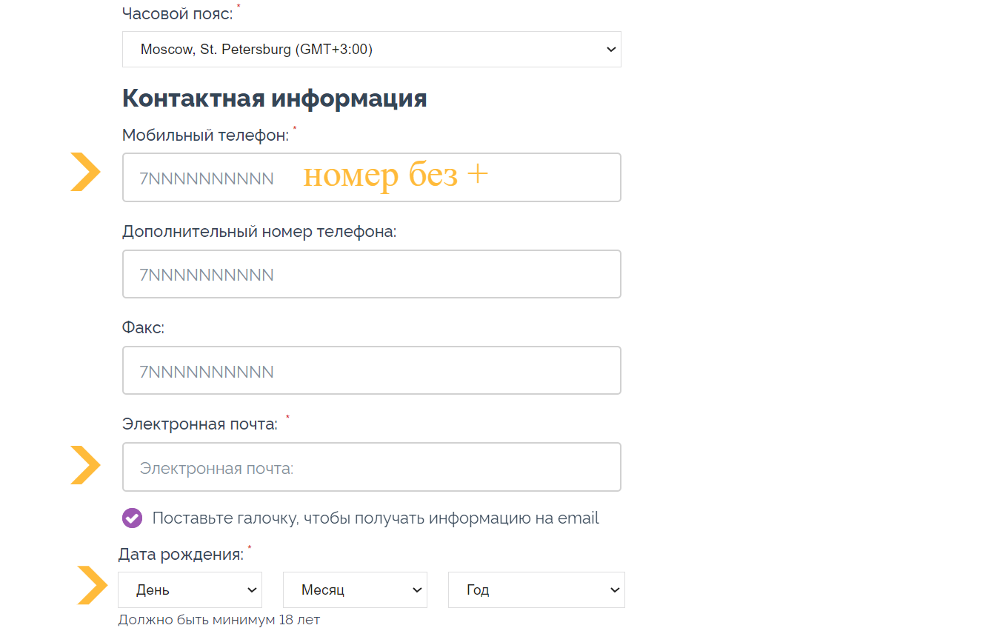 Часовой пояс: *
Moscow, St. Petersburg (GMT+3:00)
Контактная информация
Мобильный телефон: *
7NNNNNNNNNN номер без +
Дополнительный номер телефона:
7NNNNNNNNNN
Факс:
7NNNNNNNNNN
Электронная почта: *
Электронная почта:
Поставьте галочку, чтобы получать информацию на email
Дата рождения: *
День Месяц Год
Должно быть минимум 18 лет